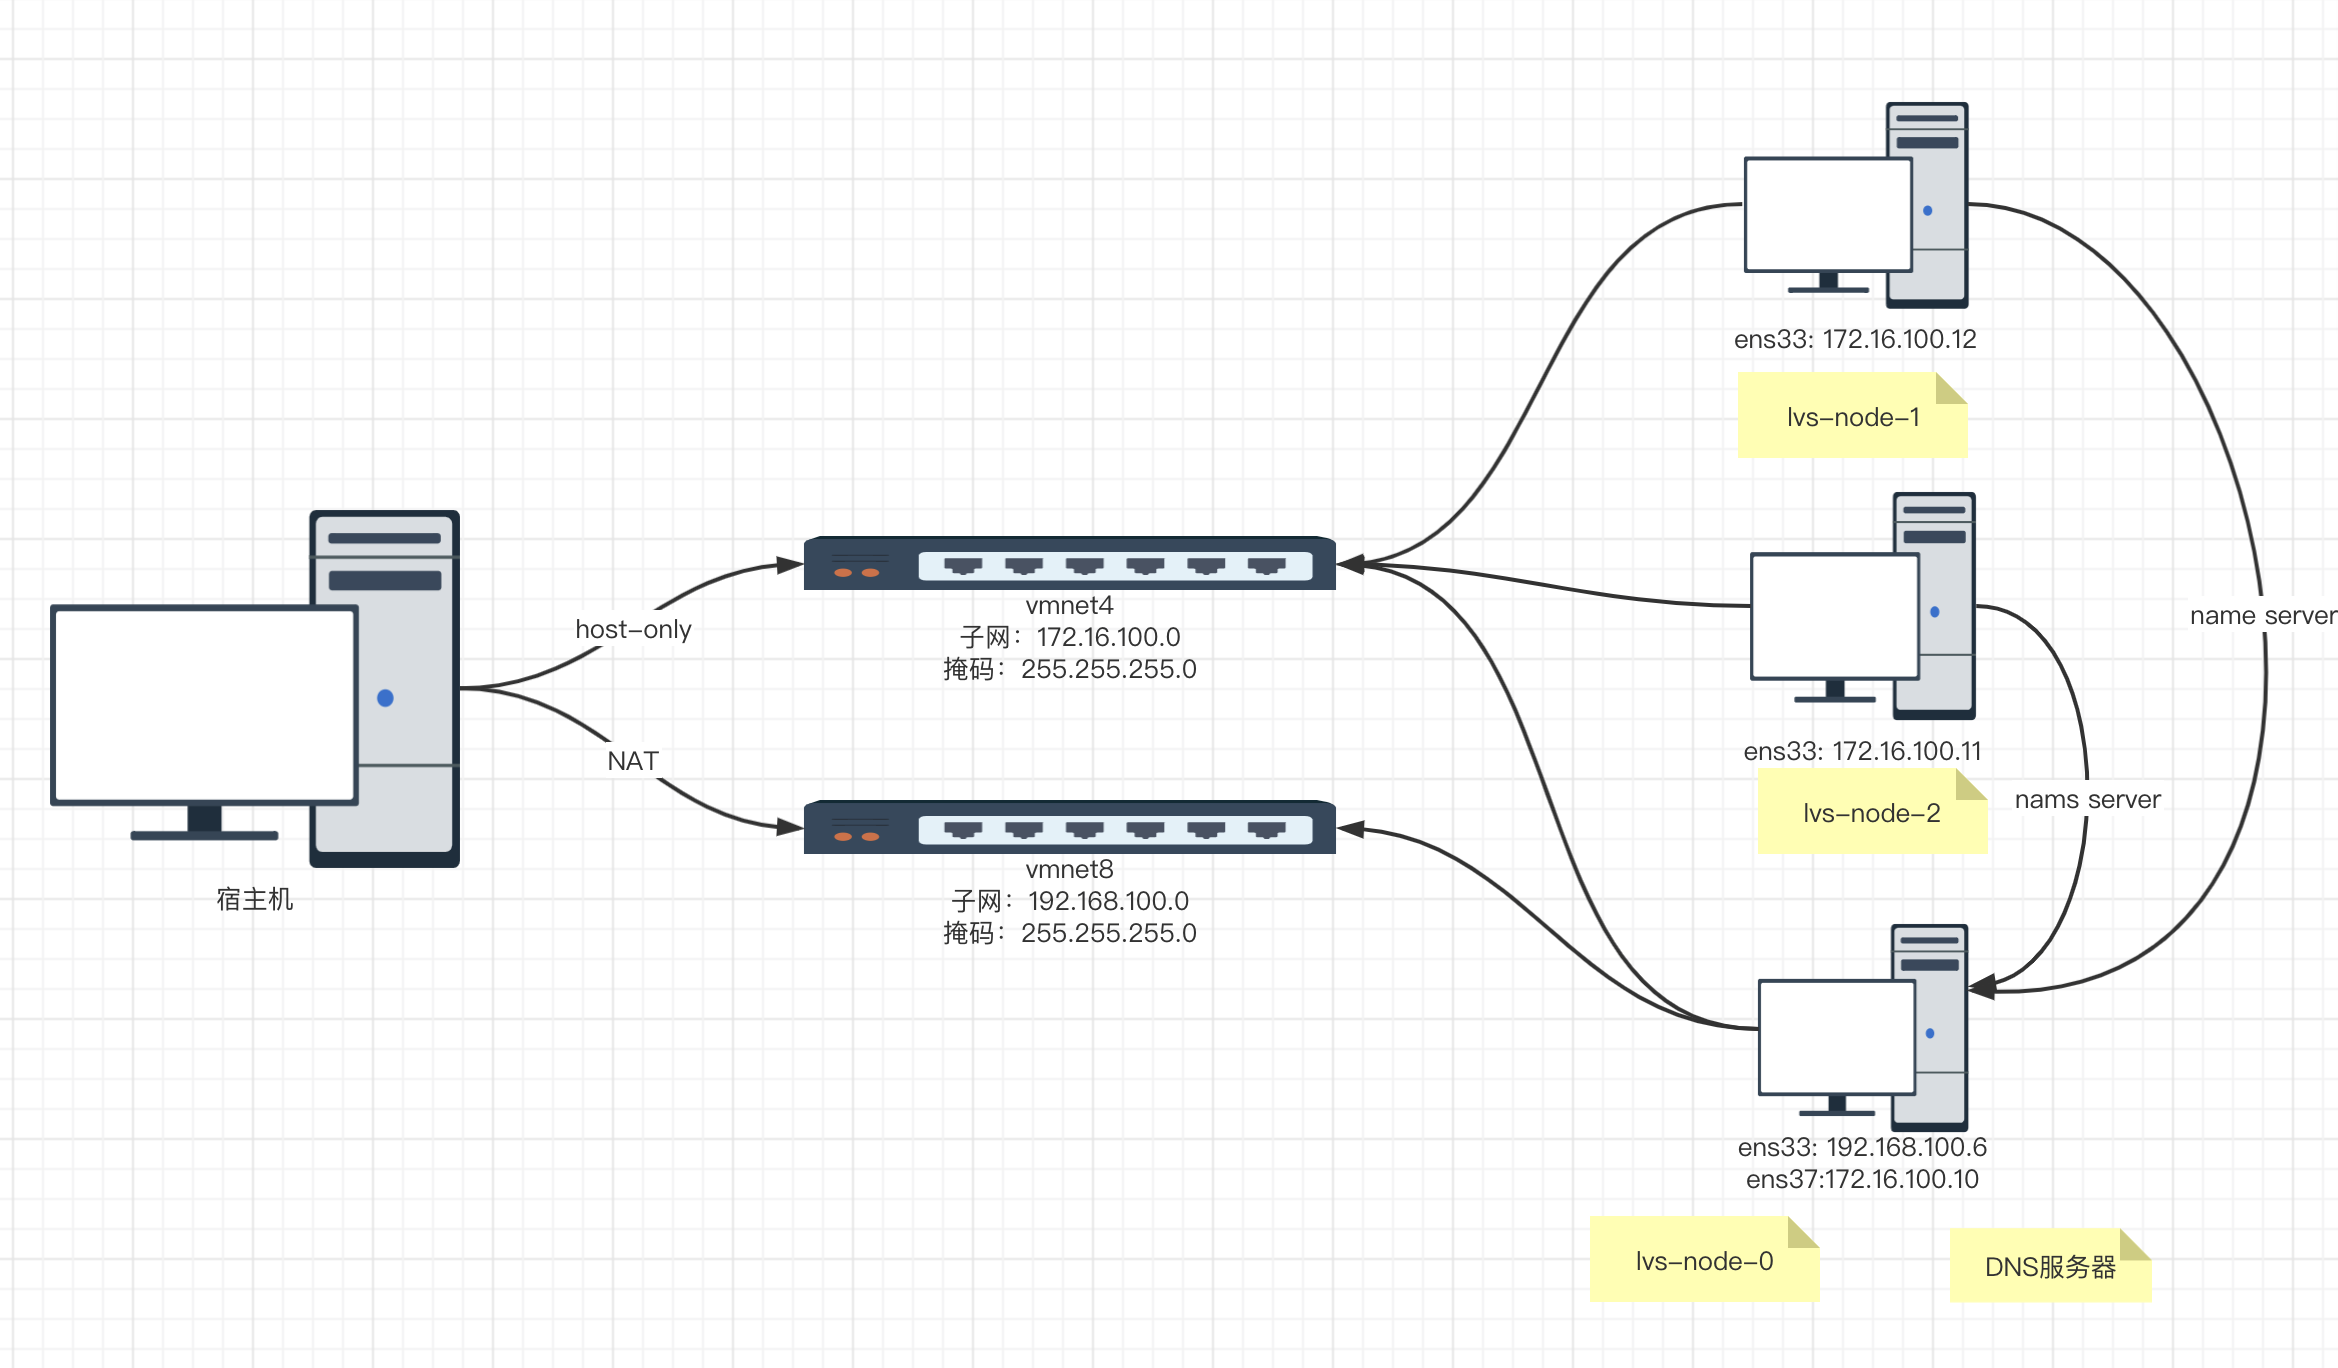 宿主机
host-only
NAT
vmnet4
子网：172.16.100.0
掩码：255.255.255.0
vmnet8
子网：192.168.100.0
掩码：255.255.255.0
ens33: 172.16.100.12
lvs-node-1
ens33: 172.16.100.11
lvs-node-2
name server
nams server
ens33: 192.168.100.6
ens37:172.16.100.10
lvs-node-0
DNS服务器